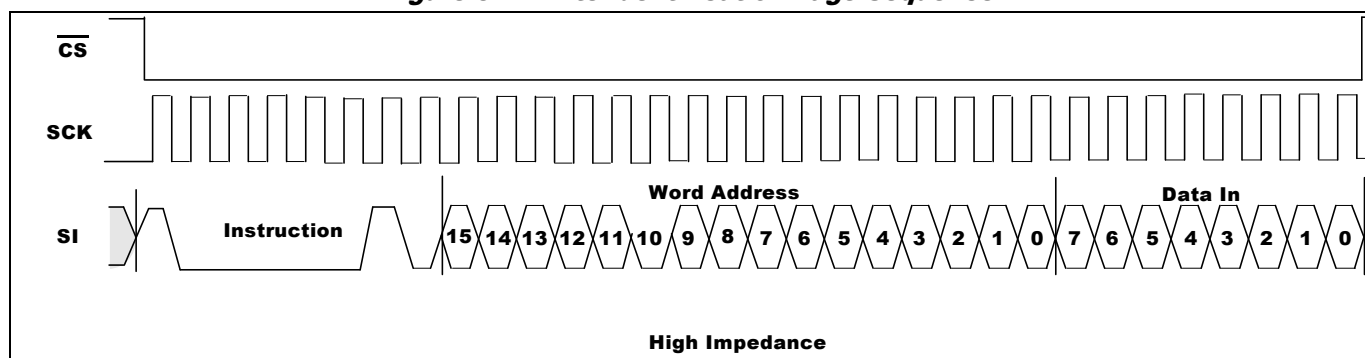 CS
SCK
Word Address
Data In
SI
Instruction
15 14 13 12 11 10 9 8 7 6 5 4 3 2 1 0 7 6 5 4 3 2 1 0
High Impedance